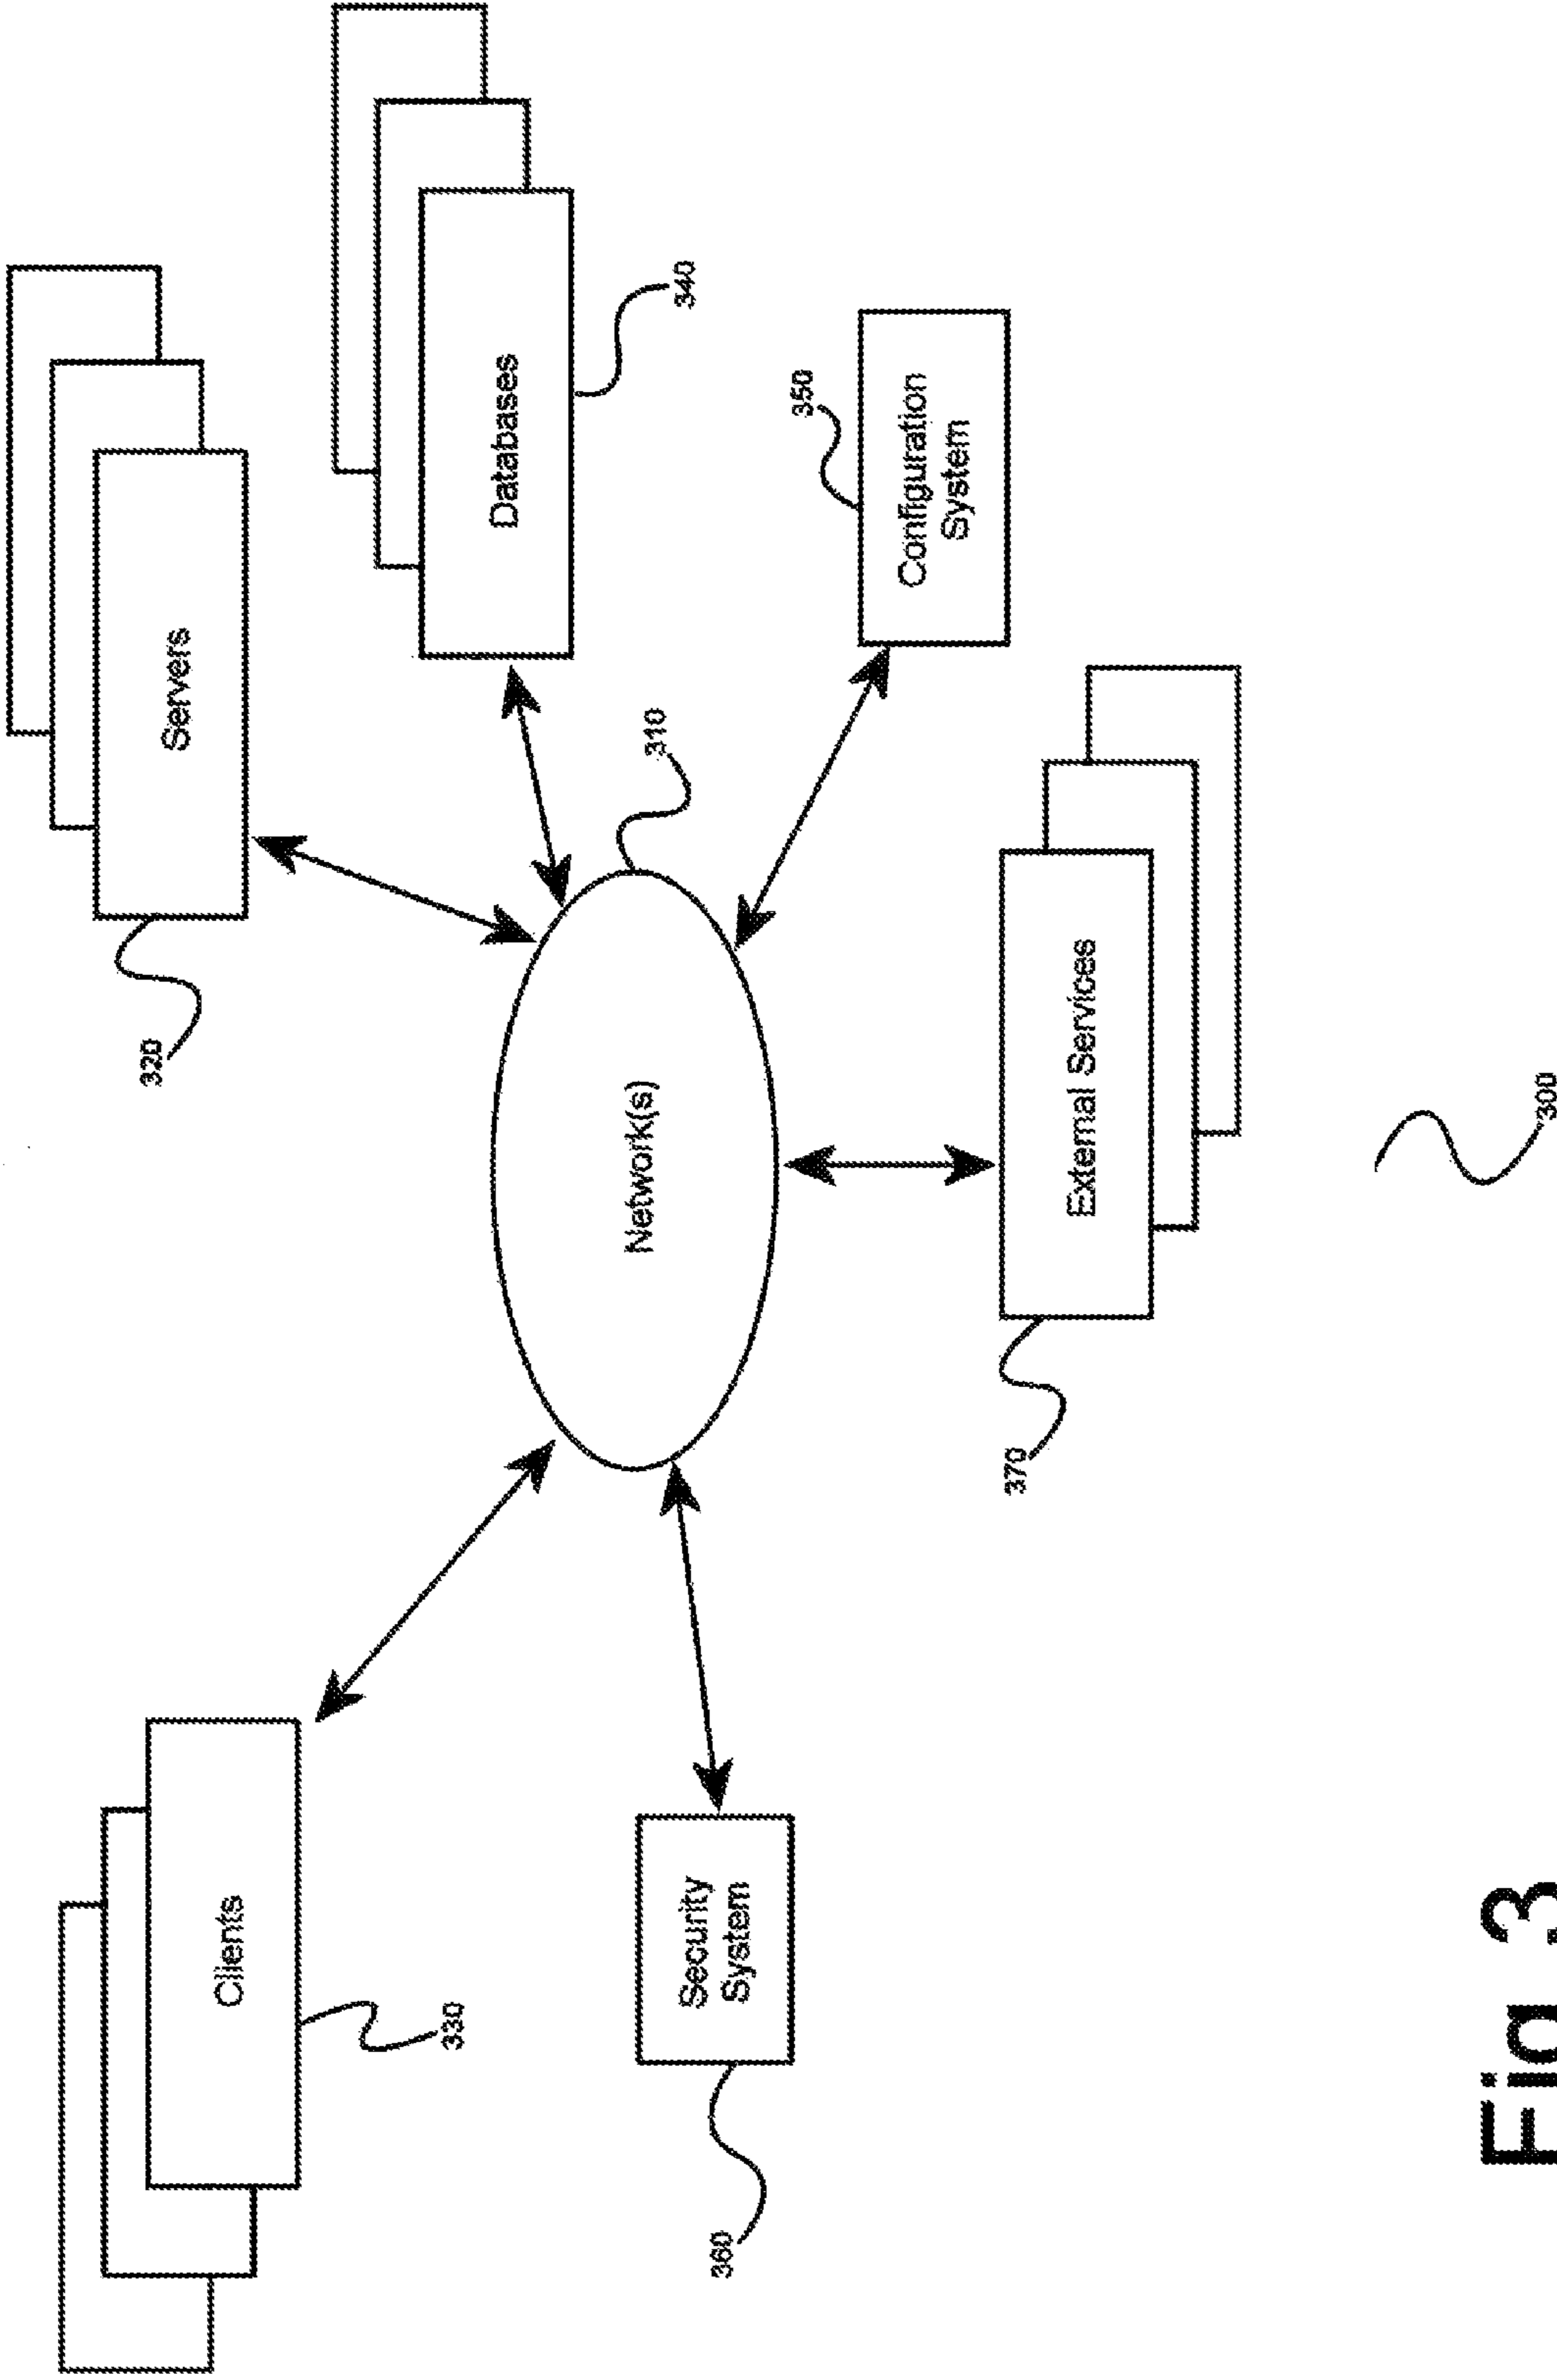 Servers
320
Clients
330
Databases
340
Network(s)
310
Security
System
360
Configuration
System
350
External Services
370
300
Fig. 3